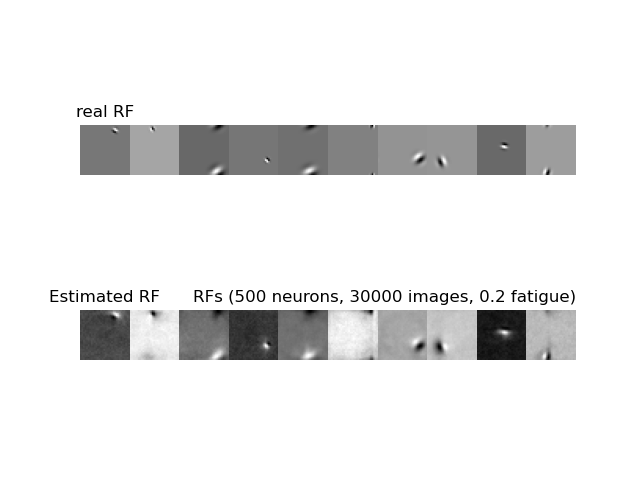 real RF
Estimated RF
RFs (500 neurons, 30000 images, 0.2 fatigue)